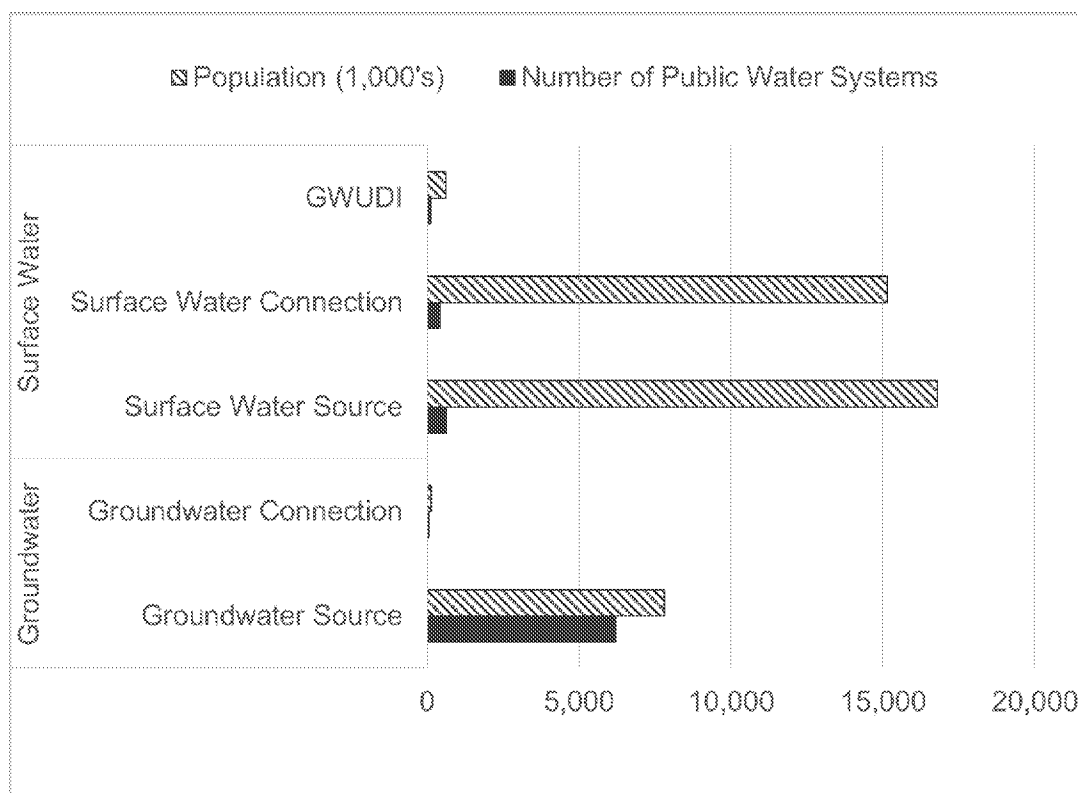 Population (1,000's) Number of Public Water Systems
Surface Water
GWUDI
Surface Water Connection
Surface Water Source
Groundwater
Groundwater Connection
Groundwater Source
0 5,000 10,000 15,000 20,000